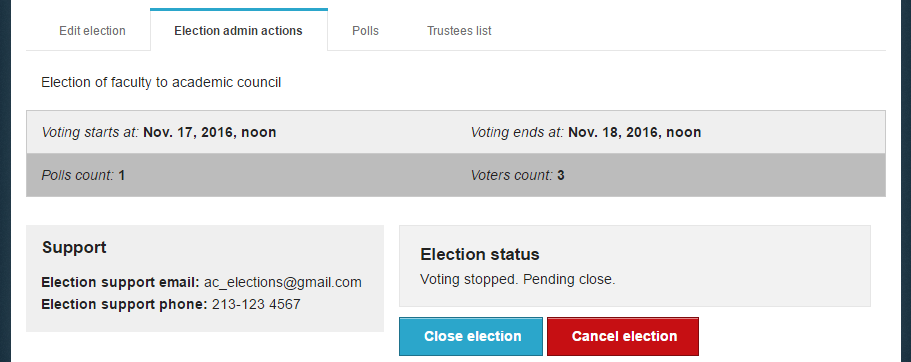 Edit election Election admin actions Polls Trustees list
Election of faculty to academic council
Voting starts at: Nov. 17, 2016, noon Voting ends at: Nov. 18, 2016, noon
Polls count: 1 Voters count: 3
Support
Election support email: ac_elections@gmail.com
Election support phone: 213-123 4567
Election status
Voting stopped. Pending close.
Close election Cancel election